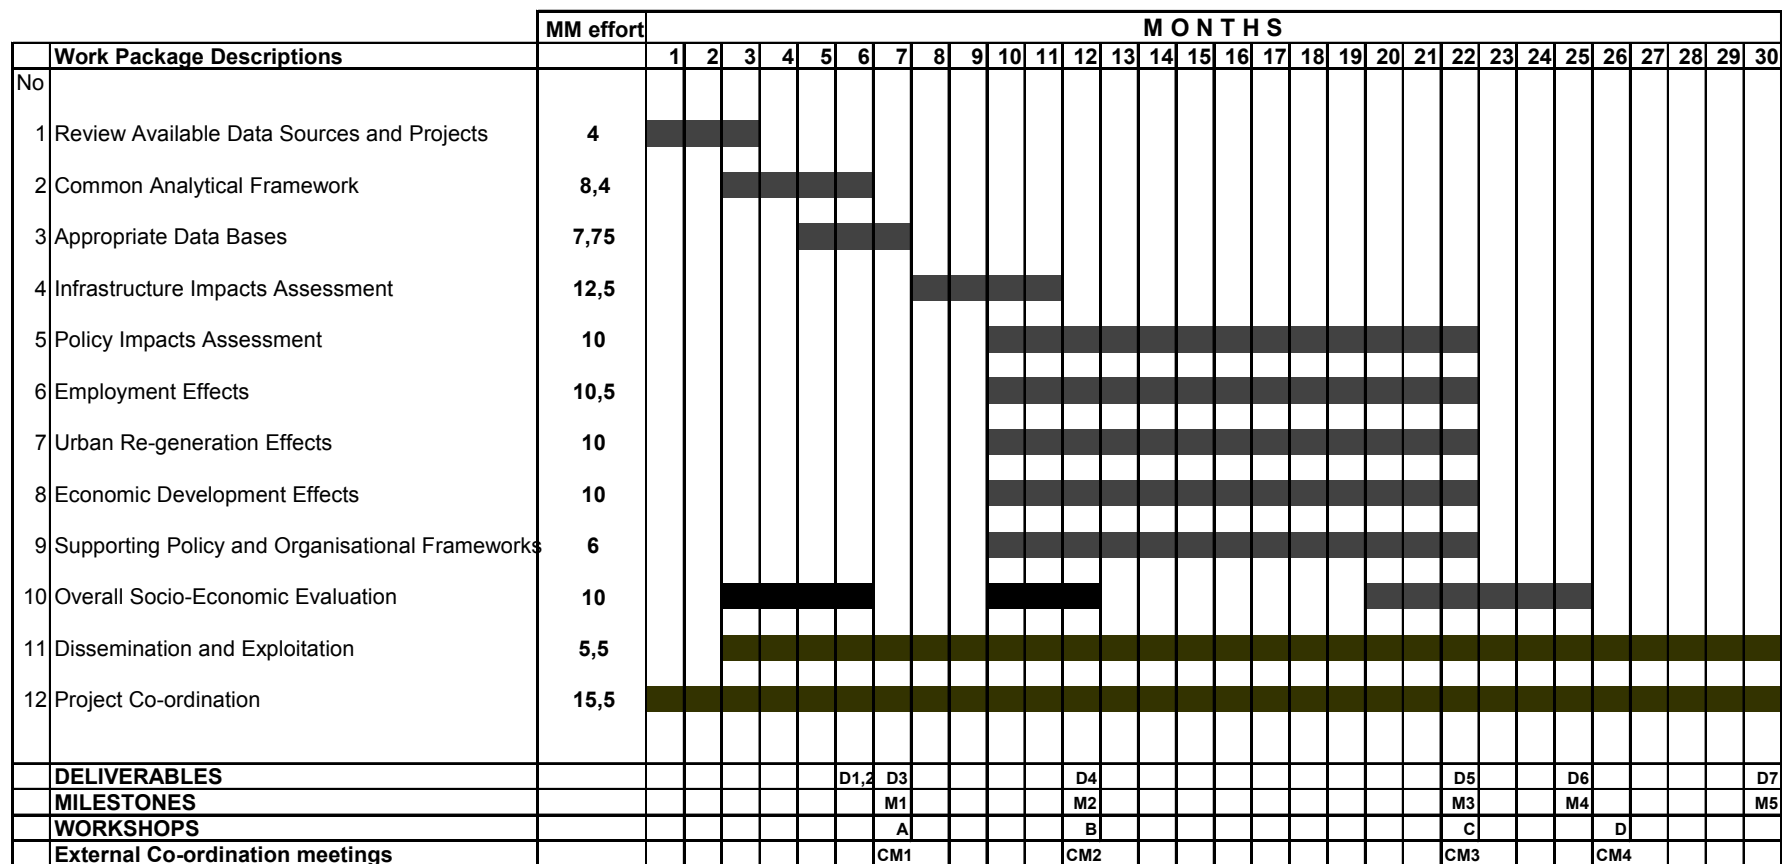 MM effort M O N T H S
Work Package Descriptions 1 2 3 4 5 6 7 8 9 10 11 12 13 14 15 16 17 18 19 20 21 22 23 24 25 26 27 28 29 30
No
1 Review Available Data Sources and Projects 4
2 Common Analytical Framework 8,4
3 Appropriate Data Bases 7,75
4 Infrastructure Impacts Assessment 12,5
5 Policy Impacts Assessment 10
6 Employment Effects 10,5
7 Urban Re-generation Effects 10
8 Economic Development Effects 10
9 Supporting Policy and Organisational Frameworks 6
10 Overall Socio-Economic Evaluation 10
11 Dissemination and Exploitation 5,5
12 Project Co-ordination 15,5
DELIVERABLES D1,2 D3 D4 D5 D6 D7
MILESTONES M1 M2 M3 M4 M5
WORKSHOPS A B C D
External Co-ordination meetings CM1 CM2 CM3 CM4